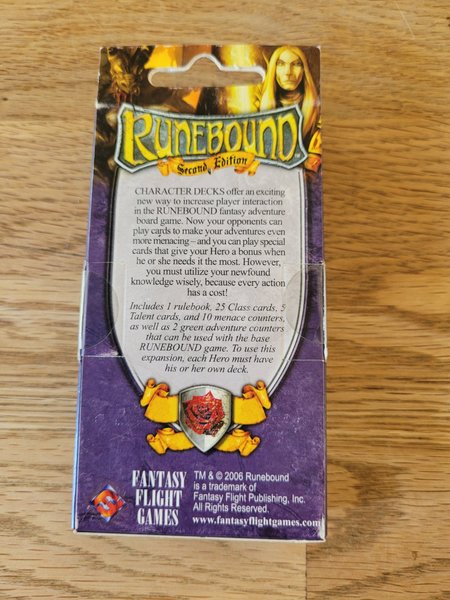 RUNEBOUND
Second Edition
CHARACTER DECKS offer an exciting
new way to increase player interaction
in the RUNEBOUND fantasy adventure
board game. Now your opponents can
play cards to make your adventures even
more menacing—and you can play special
cards that give your Hero a bonus when
he or she needs it the most. However,
you must utilize your newfound
knowledge wisely, because every action
has a cost!
Includes 1 rulebook, 25 Class cards, 5
Talent cards, and 10 menace counters,
as well as 2 green adventure counters
that can be used with the base
RUNEBOUND game. To use this
expansion, each Hero must have
his or her own deck.
FANTASY
FLIGHT
GAMES
TM & © 2006 Runebound
is a trademark of
Fantasy Flight Publishing, Inc.
All Rights Reserved.
www.fantasyflightgames.com